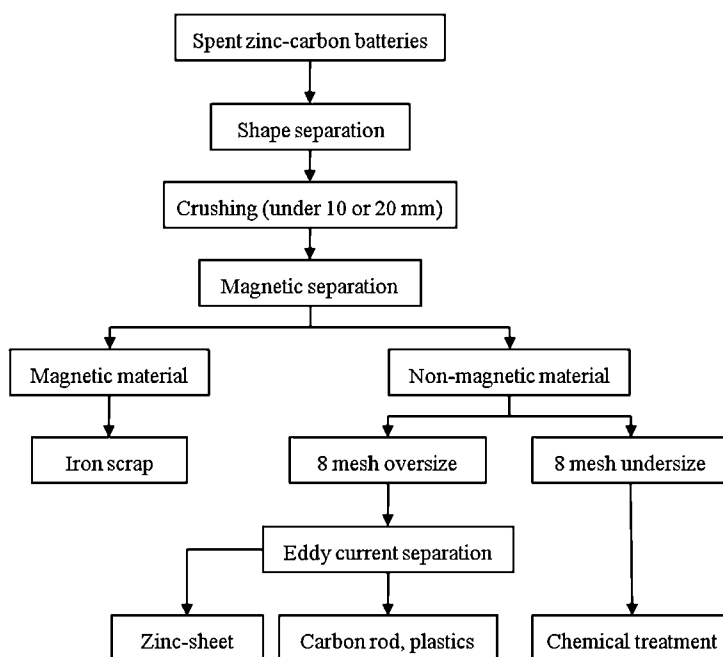 Spent zinc-carbon batteries
Shape separation
Crushing (under 10 or 20 mm)
Magnetic separation
Magnetic material
Non-magnetic material
Iron scrap
8 mesh oversize
8 mesh undersize
Eddy current separation
Zinc-sheet
Carbon rod, plastics
Chemical treatment